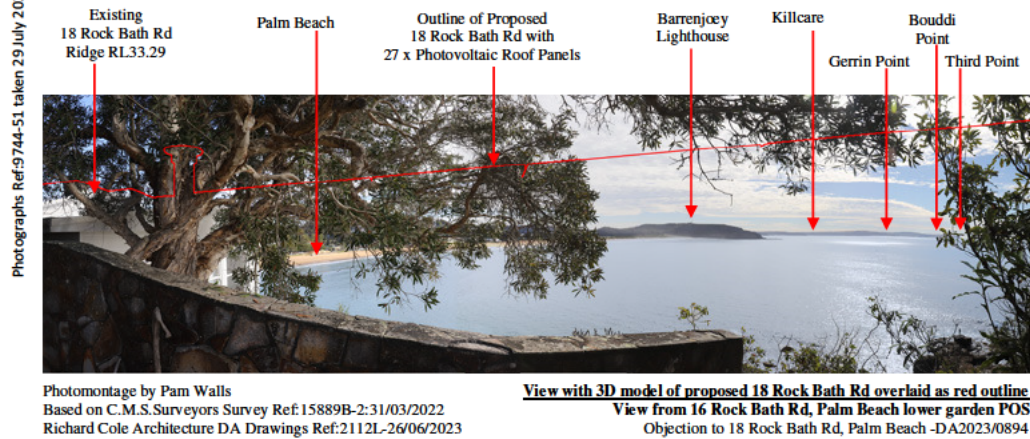 Existing
18 Rock Bath Rd
Ridge RL33.29
Palm Beach
Outline of Proposed
18 Rock Bath Rd with
27 x Photovoltaic Roof Panels
Barrenjoey
Lighthouse
Killcare
Bouddi
Point
Gerrin Point
Third Point
Photographs Ref:9744-51 taken 29 July
Photomontage by Pam Walls
Based on C.M.S.Surveyors Survey Ref:15889B-2:31/03/2022
Richard Cole Architecture DA Drawings Ref:2112L-26/06/2023
View with 3D model of proposed 18 Rock Bath Rd overlaid as red outline
View from 16 Rock Bath Rd, Palm Beach lower garden POS
Objection to 18 Rock Bath Rd, Palm Beach -DA2023/0894